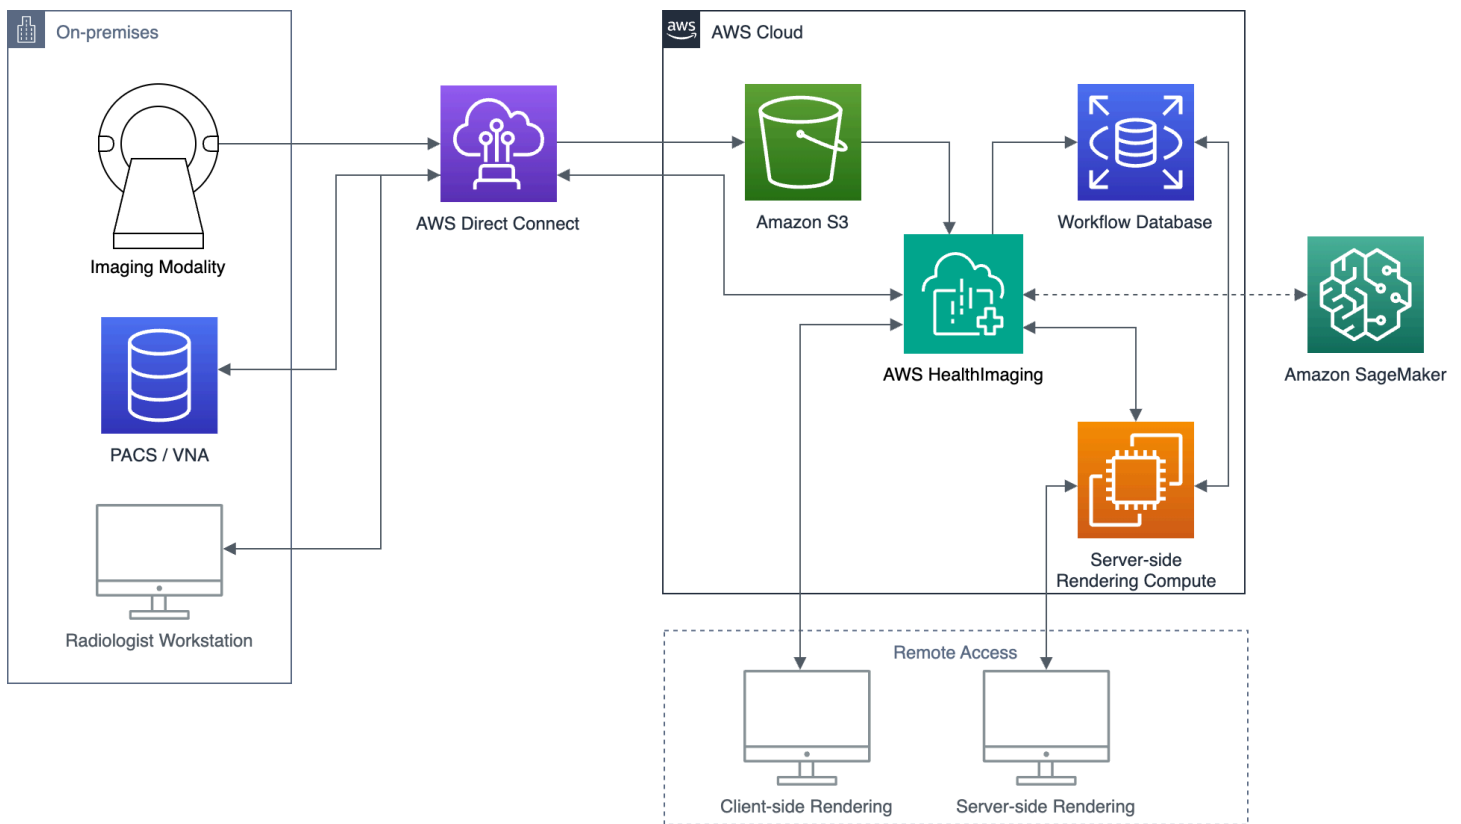 On-premises
aws
AWS Cloud
Imaging Modality
AWS Direct Connect
Amazon S3
Workflow Database
AWS HealthImaging
Amazon SageMaker
PACS / VNA
Server-side
Rendering Compute
Radiologist Workstation
Remote Access
Client-side Rendering
Server-side Rendering